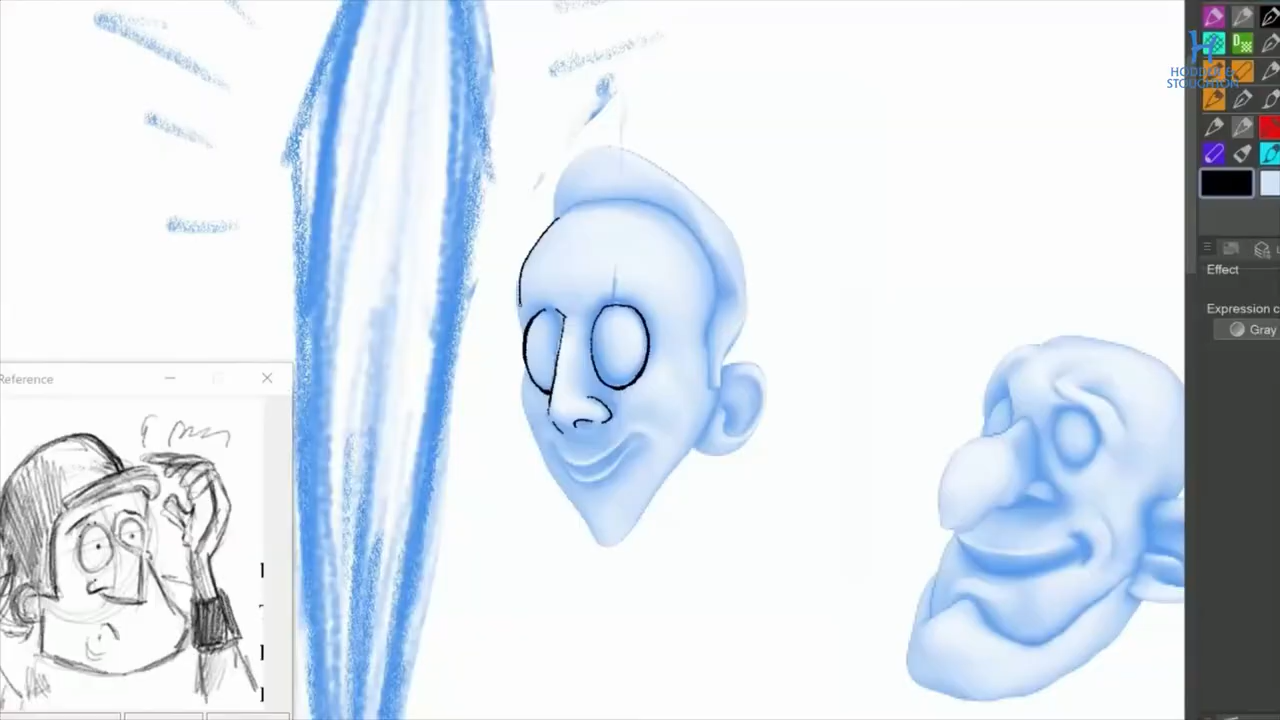 HODDER &
STOUGHTON
Effect
Expression c
Gray
Reference